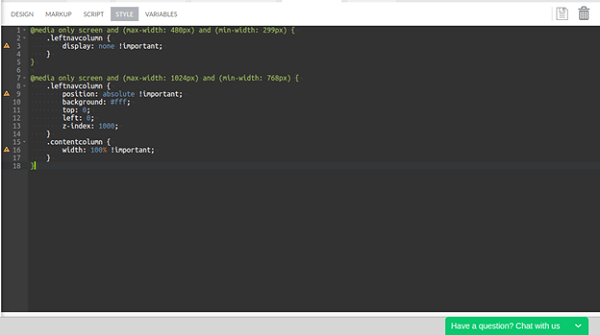 DESIGN MARKUP SCRIPT STYLE VARIABLES
1 @media only screen and (max-width: 480px) and (min-width: 299px) {
2 .leftnavcolumn {
3 display: none !important;
4 }
5 }
6
7 @media only screen and (max-width: 1024px) and (min-width: 768px) {
8 .leftnavcolumn {
9 position: absolute !important;
10 background: #fff;
11 top: 0;
12 left: 0;
13 z-index: 1000;
14 }
15 .contentcolumn {
16 width: 100% !important;
17 }
18 }
Have a question? Chat with us